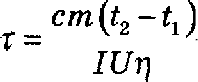 τ = cm(t₂ − t₁) / IUη